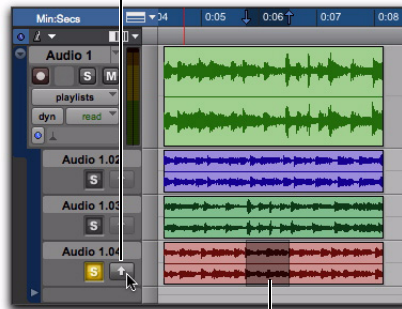 Min:Secs
04 0:05 0:06 0:07 0:08
Audio 1
S M
playlists
dyn read
Audio 1.02
S
Audio 1.03
S
Audio 1.04
S